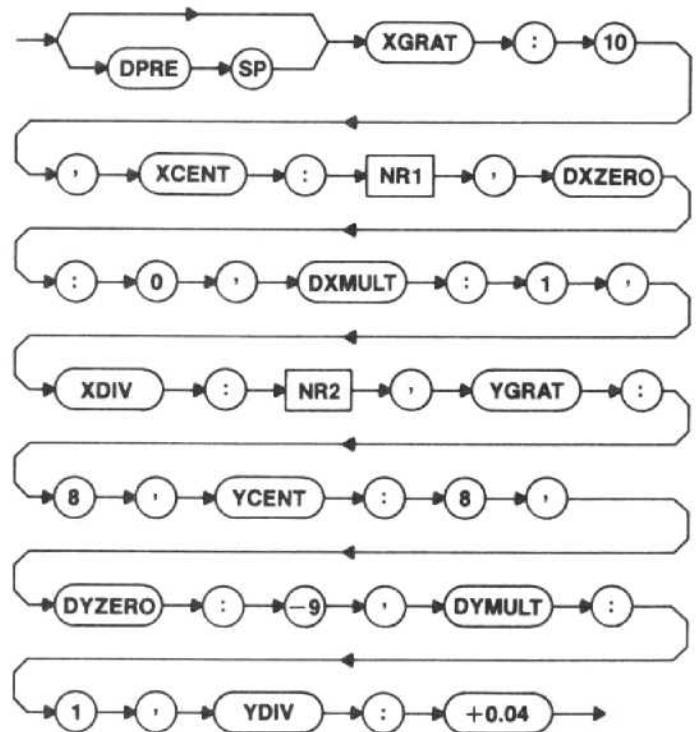 DPRE SP XGRAT : 10
, XCENT : NR1 , DXZERO
: 0 , DXMULT : 1 ,
XDIV : NR2 , YGRAT :
8 , YCENT : 8 ,
DYZERO : −9 , DYMULT :
1 , YDIV : +0.04